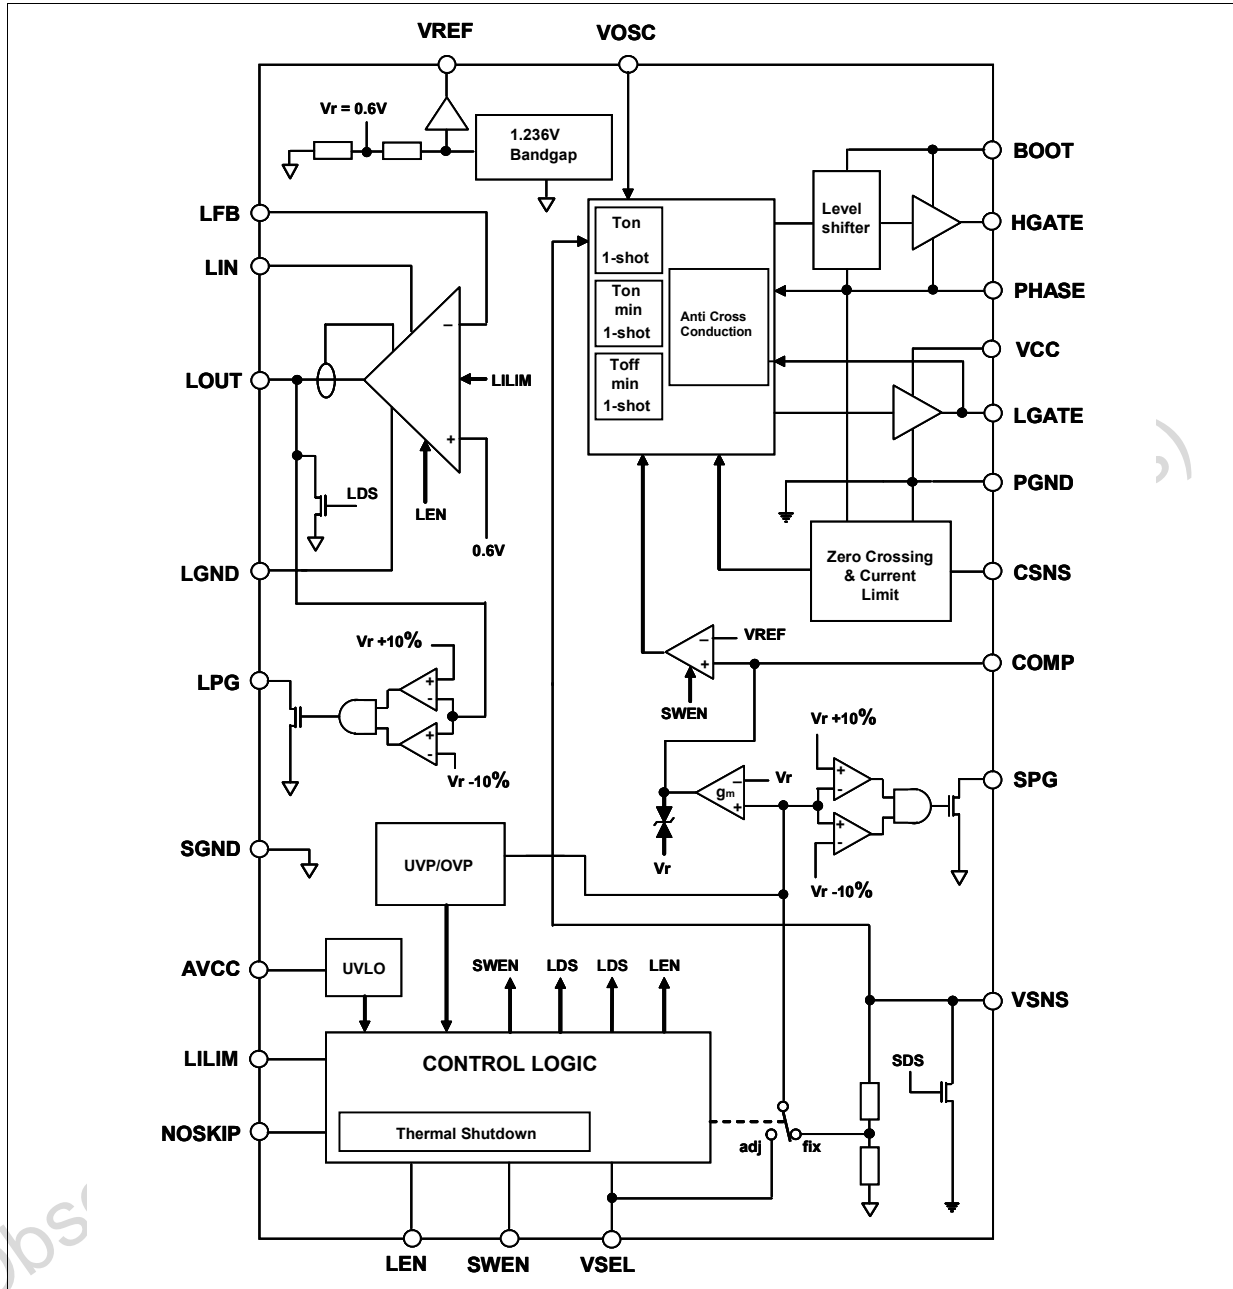 VREF
VOSC
Vr = 0.6V
1.236V
Bandgap
BOOT
LFB
Ton
1-shot
Level
shifter
HGATE
LIN
Ton
min
1-shot
Anti Cross
Conduction
PHASE
VCC
LOUT
LILIM
Toff
min
1-shot
LGATE
LDS
LEN
PGND
0.6V
LGND
Zero Crossing
& Current
Limit
CSNS
Vr +10%
VREF
COMP
LPG
SWEN
Vr +10%
Vr -10%
Vr
gm
SPG
SGND
UVP/OVP
Vr
Vr -10%
AVCC
UVLO
SWEN
LDS
LDS
LEN
VSNS
LILIM
CONTROL LOGIC
SDS
NOSKIP
Thermal Shutdown
adj
fix
LEN
SWEN
VSEL
+
-
+
-
+
-
+
-
+
-
+
-
+
-